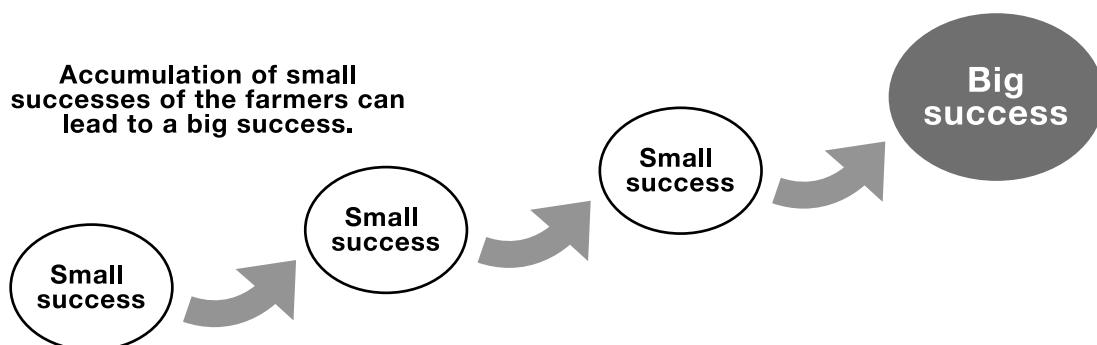 Accumulation of small
successes of the farmers can
lead to a big success.
Small
success
Small
success
Small
success
Big
success